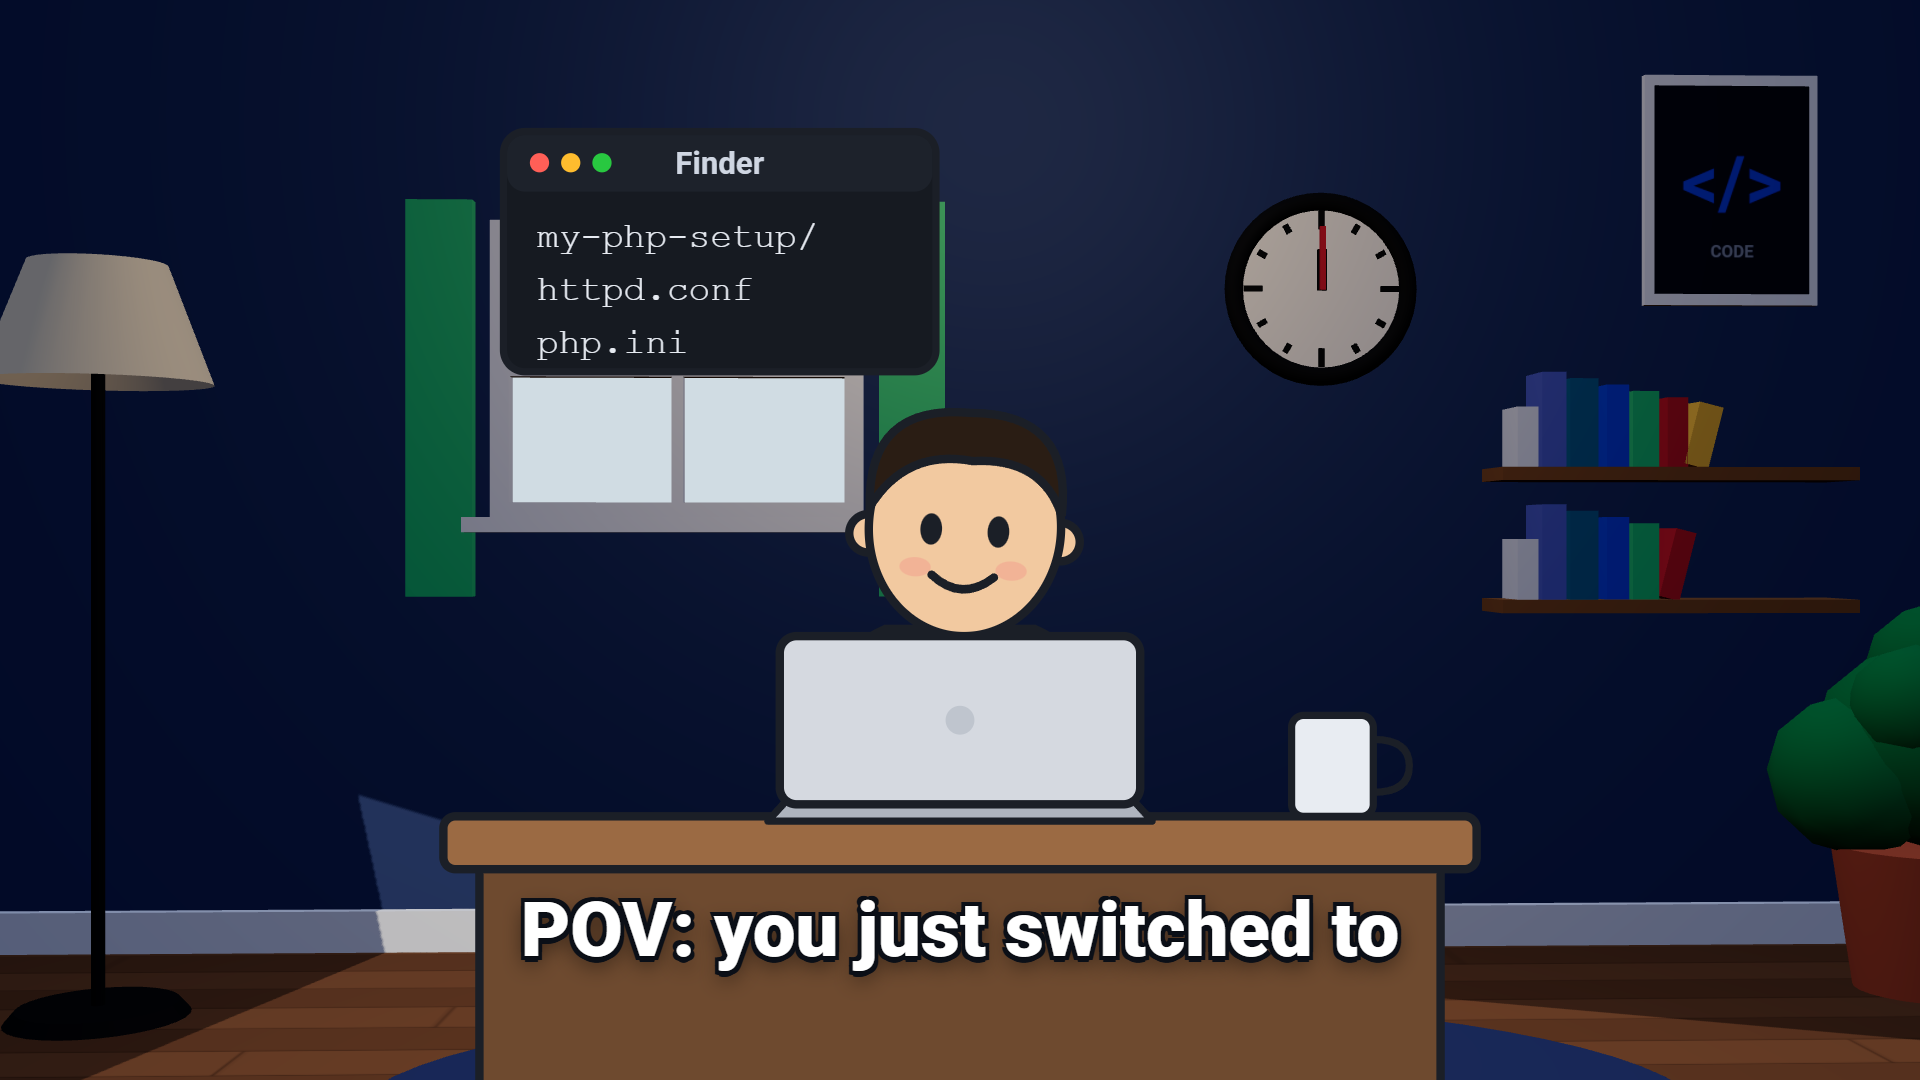 Finder
my-php-setup/
httpd.conf
php.ini
</>
CODE
POV: you just switched to